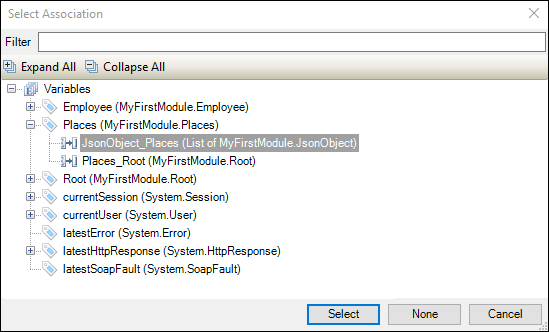 Select Association
Filter
Expand All Collapse All
Variables
Employee (MyFirstModule.Employee)
Places (MyFirstModule.Places)
JsonObject_Places (List of MyFirstModule.JsonObject)
Places_Root (MyFirstModule.Root)
Root (MyFirstModule.Root)
currentSession (System.Session)
currentUser (System.User)
latestError (System.Error)
latestHttpResponse (System.HttpResponse)
latestSoapFault (System.SoapFault)
Select None Cancel